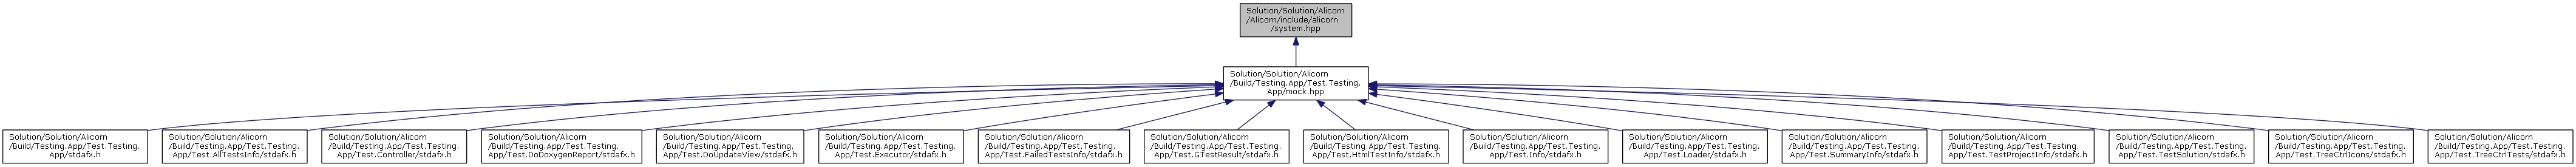 Solution/Solution/Alicorn
/Alicorn/include/alicorn
/system.hpp
Solution/Solution/Alicorn
/Build/Testing.App/Test.Testing.
App/mock.hpp
Solution/Solution/Alicorn
/Build/Testing.App/Test.Testing.
App/stdafx.h
Solution/Solution/Alicorn
/Build/Testing.App/Test.Testing.
App/Test.AllTestsInfo/stdafx.h
Solution/Solution/Alicorn
/Build/Testing.App/Test.Testing.
App/Test.Controller/stdafx.h
Solution/Solution/Alicorn
/Build/Testing.App/Test.Testing.
App/Test.DoDoxygenReport/stdafx.h
Solution/Solution/Alicorn
/Build/Testing.App/Test.Testing.
App/Test.DoUpdateView/stdafx.h
Solution/Solution/Alicorn
/Build/Testing.App/Test.Testing.
App/Test.Executor/stdafx.h
Solution/Solution/Alicorn
/Build/Testing.App/Test.Testing.
App/Test.FailedTestsInfo/stdafx.h
Solution/Solution/Alicorn
/Build/Testing.App/Test.Testing.
App/Test.GTestResult/stdafx.h
Solution/Solution/Alicorn
/Build/Testing.App/Test.Testing.
App/Test.HtmlTestInfo/stdafx.h
Solution/Solution/Alicorn
/Build/Testing.App/Test.Testing.
App/Test.Info/stdafx.h
Solution/Solution/Alicorn
/Build/Testing.App/Test.Testing.
App/Test.Loader/stdafx.h
Solution/Solution/Alicorn
/Build/Testing.App/Test.Testing.
App/Test.SummaryInfo/stdafx.h
Solution/Solution/Alicorn
/Build/Testing.App/Test.Testing.
App/Test.TestProjectInfo/stdafx.h
Solution/Solution/Alicorn
/Build/Testing.App/Test.Testing.
App/Test.TestSolution/stdafx.h
Solution/Solution/Alicorn
/Build/Testing.App/Test.Testing.
App/Test.TreeCtrlIcons/stdafx.h
Solution/Solution/Alicorn
/Build/Testing.App/Test.Testing.
App/Test.TreeCtrlTests/stdafx.h